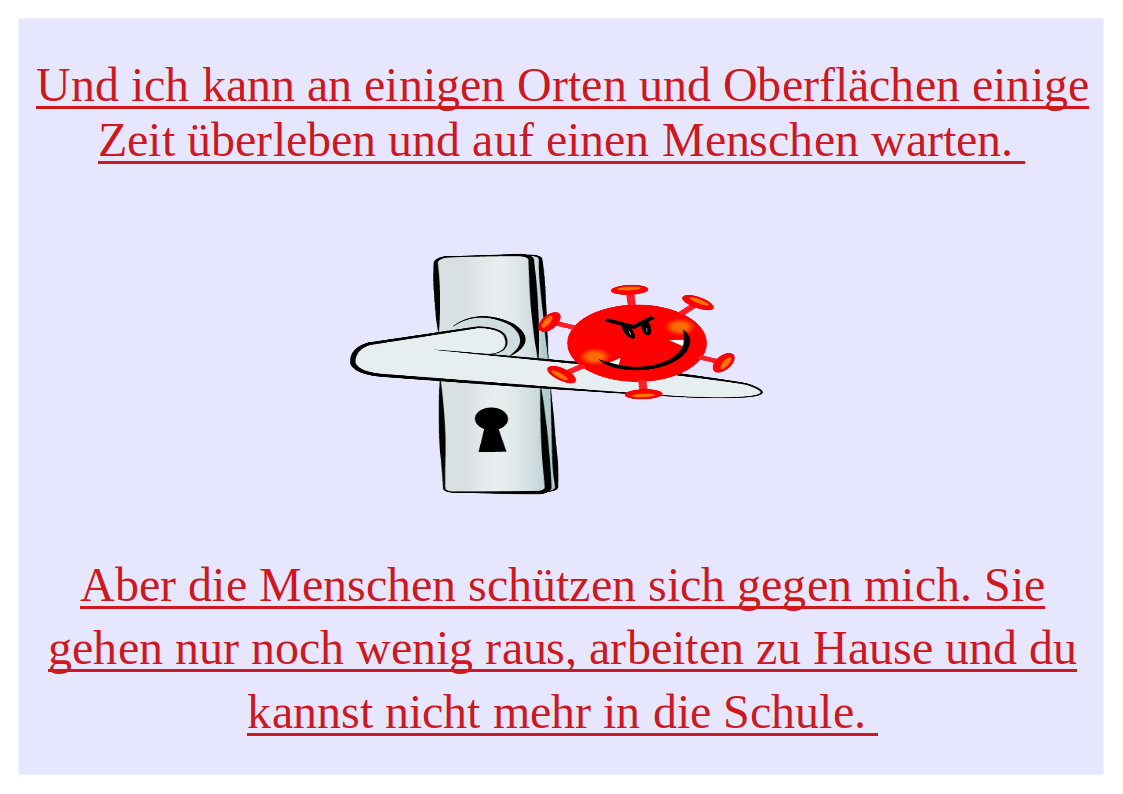 Und ich kann an einigen Orten und Oberflächen einige
Zeit überleben und auf einen Menschen warten.
Aber die Menschen schützen sich gegen mich. Sie
gehen nur noch wenig raus, arbeiten zu Hause und du
kannst nicht mehr in die Schule.